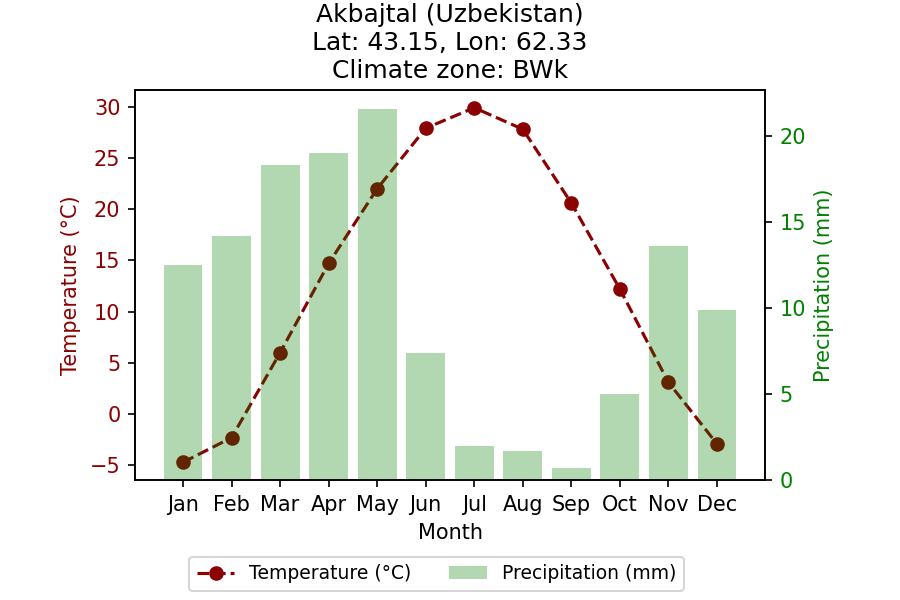 Akbajtal (Uzbekistan)
Lat: 43.15, Lon: 62.33
Climate zone: BWk
30
25
20
15
10
5
0
−5
Temperature (°C)
20
15
10
5
0
Precipitation (mm)
Jan Feb Mar Apr May Jun Jul Aug Sep Oct Nov Dec
Month
Temperature (°C) Precipitation (mm)